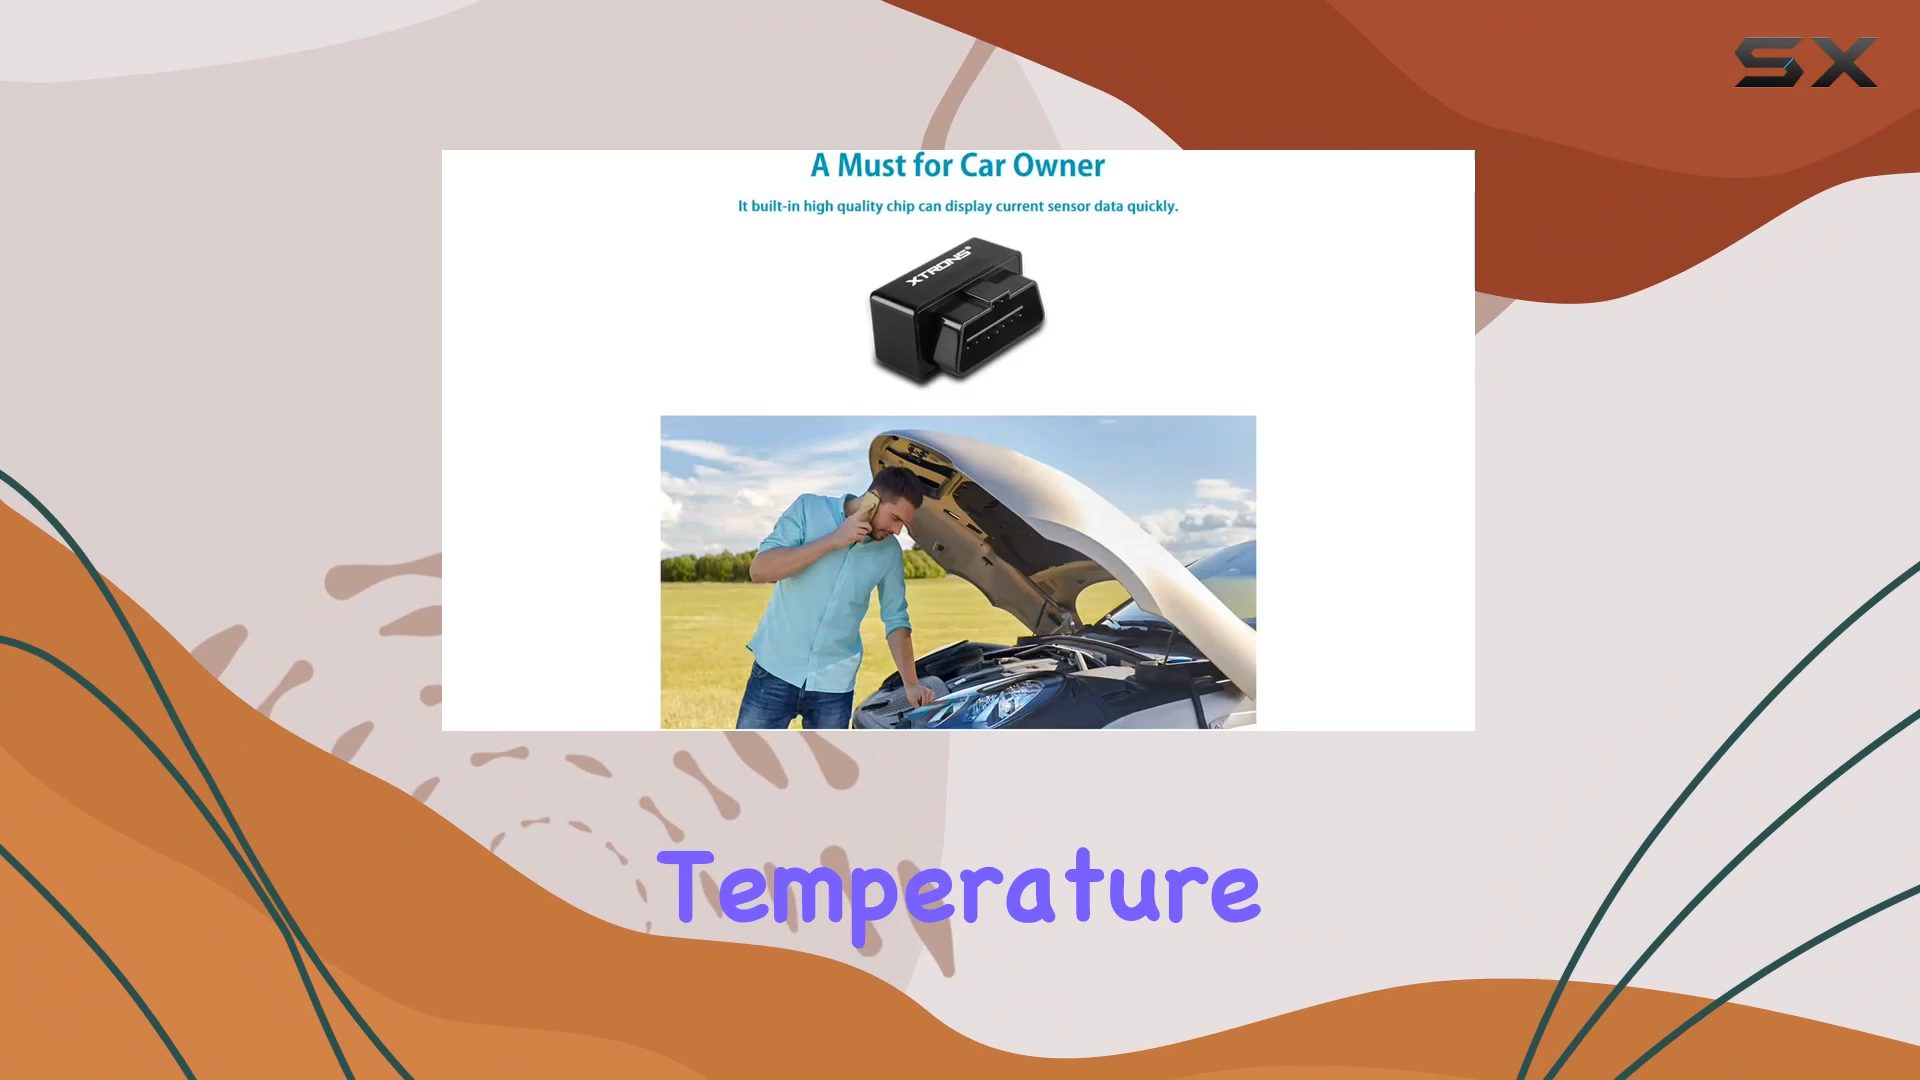 SX
A Must for Car Owner
It built-in high quality chip can display current sensor data quickly.
XTRONS®
Temperature